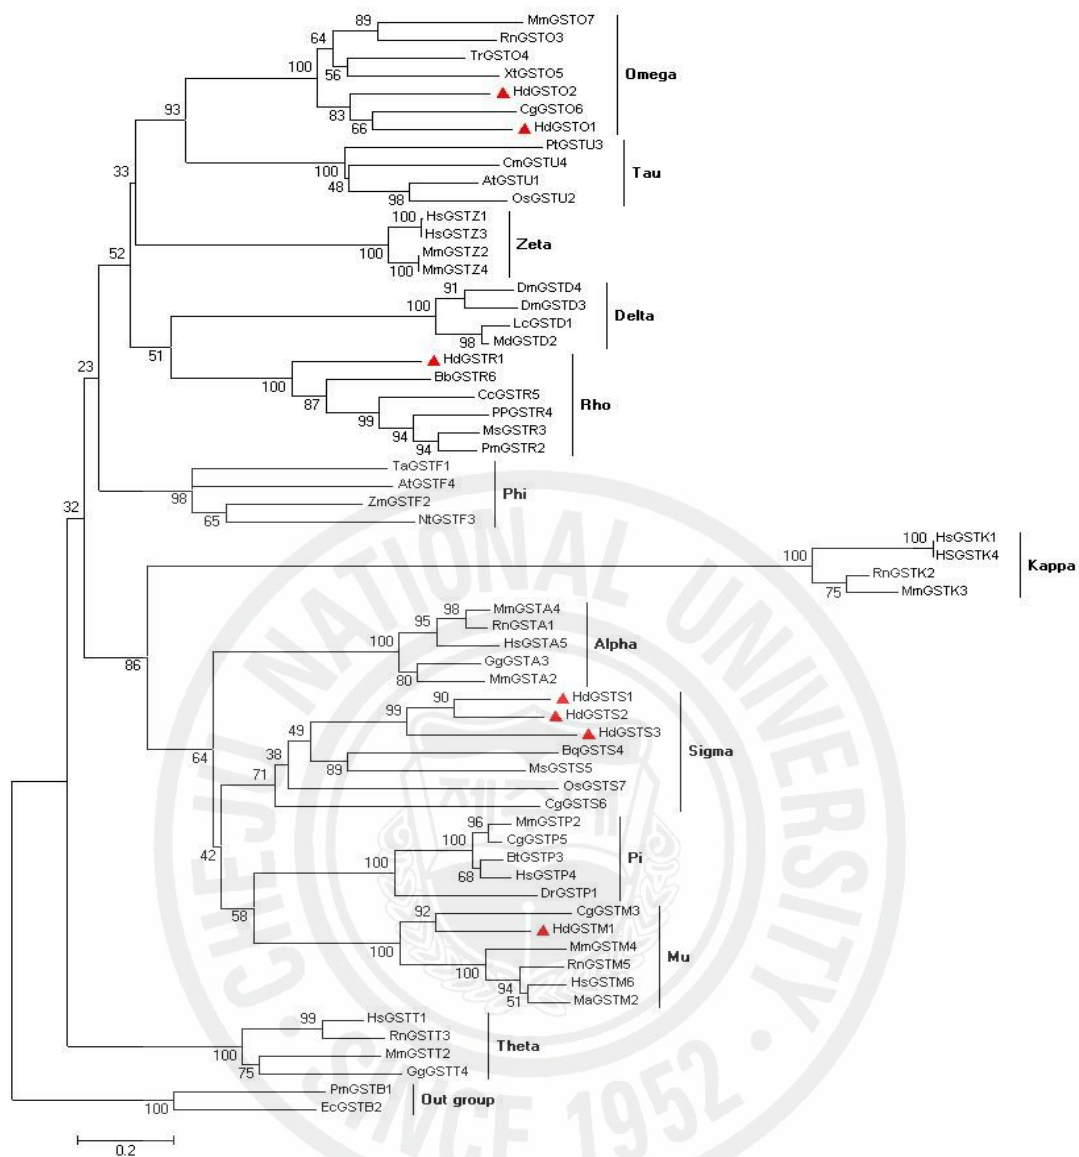 89
MmGSTO7
64
RnGSTO3
TrGSTO4
100
56
XtGSTO5
Omega
HdGSTO2
93
83
CgGSTO6
66
HdGSTO1
PtGSTU3
33
100
CmGSTU4
Tau
48
AtGSTU1
98
OsGSTU2
100
HsGSTZ1
HsGSTZ3
Zeta
52
100
MmGSTZ2
100
MmGSTZ4
91
DmGSTD4
100
DmGSTD3
Delta
LcGSTD1
98
MdGSTD2
51
HdGSTR1
23
100
BbGSTR6
87
CcGSTR5
Rho
99
PPGSTR4
94
MsGSTR3
94
PmGSTR2
TaGSTF1
98
AtGSTF4
Phi
32
ZmGSTF2
65
NtGSTF3
100
HsGSTK1
100
HSGSTK4
Kappa
RnGSTK2
75
MmGSTK3
98
MmGSTA4
95
RnGSTA1
100
HsGSTA5
Alpha
86
GgGSTA3
80
MmGSTA2
90
HdGSTS1
99
HdGSTS2
49
HdGSTS3
64
38
BqGSTS4
Sigma
71
89
MsGSTS5
OsGSTS7
CgGSTS6
96
MmGSTP2
100
CgGSTP5
42
100
BtGSTP3
Pi
68
HsGSTP4
DrGSTP1
58
92
CgGSTM3
HdGSTM1
100
MmGSTM4
Mu
100
RnGSTM5
94
HsGSTM6
51
MaGSTM2
99
HsGSTT1
RnGSTT3
Theta
100
MmGSTT2
75
GgGSTT4
PmGSTB1
Out group
100
EcGSTB2
0.2
CHEJU NATIONAL UNIVERSITY
SINCE 1952